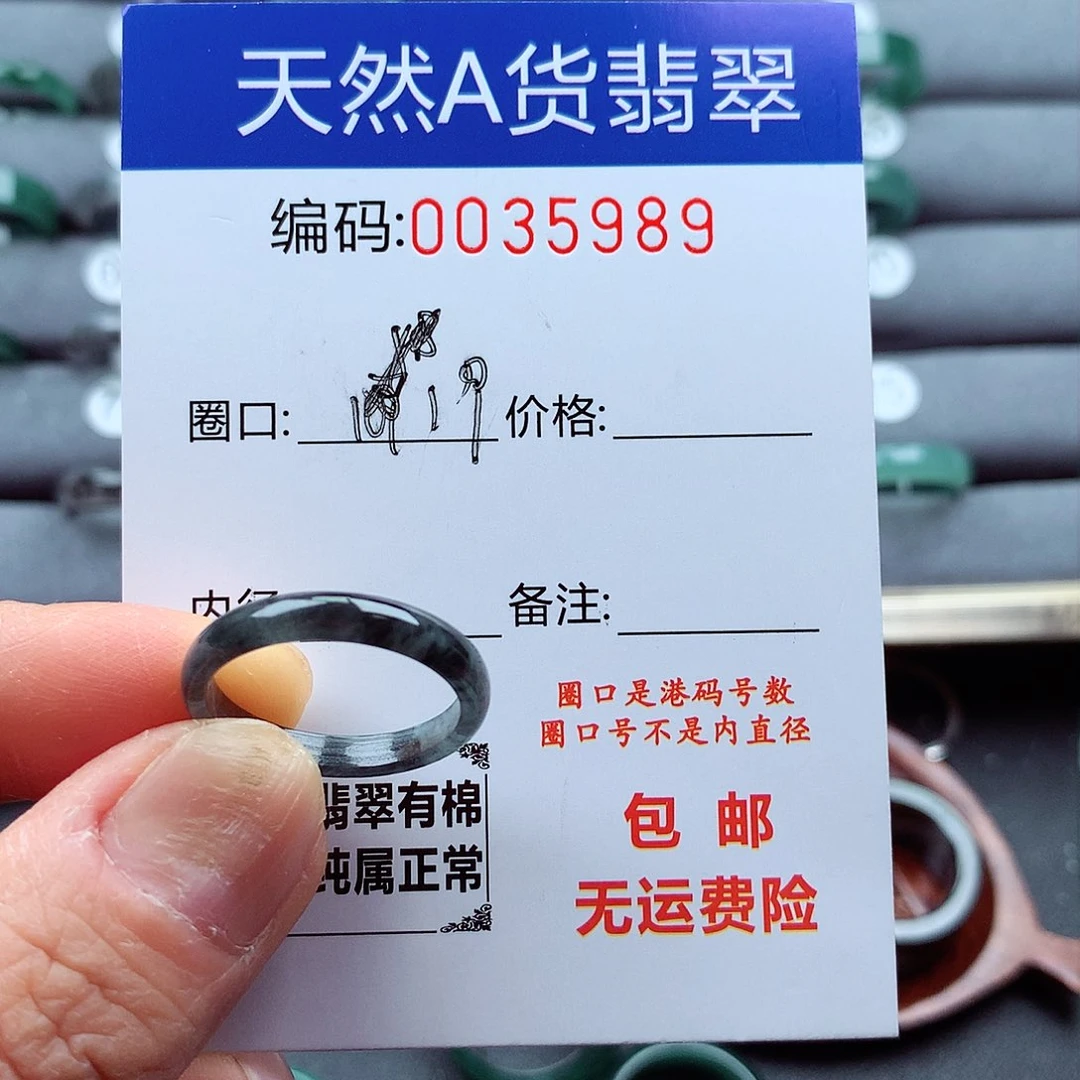 天然A货翡翠
编码:0035989
圈口:
价格:
内径
备注:
圈口是港码号数
圈口号不是内直径
翡翠有棉
纯属正常
包邮
无运费险